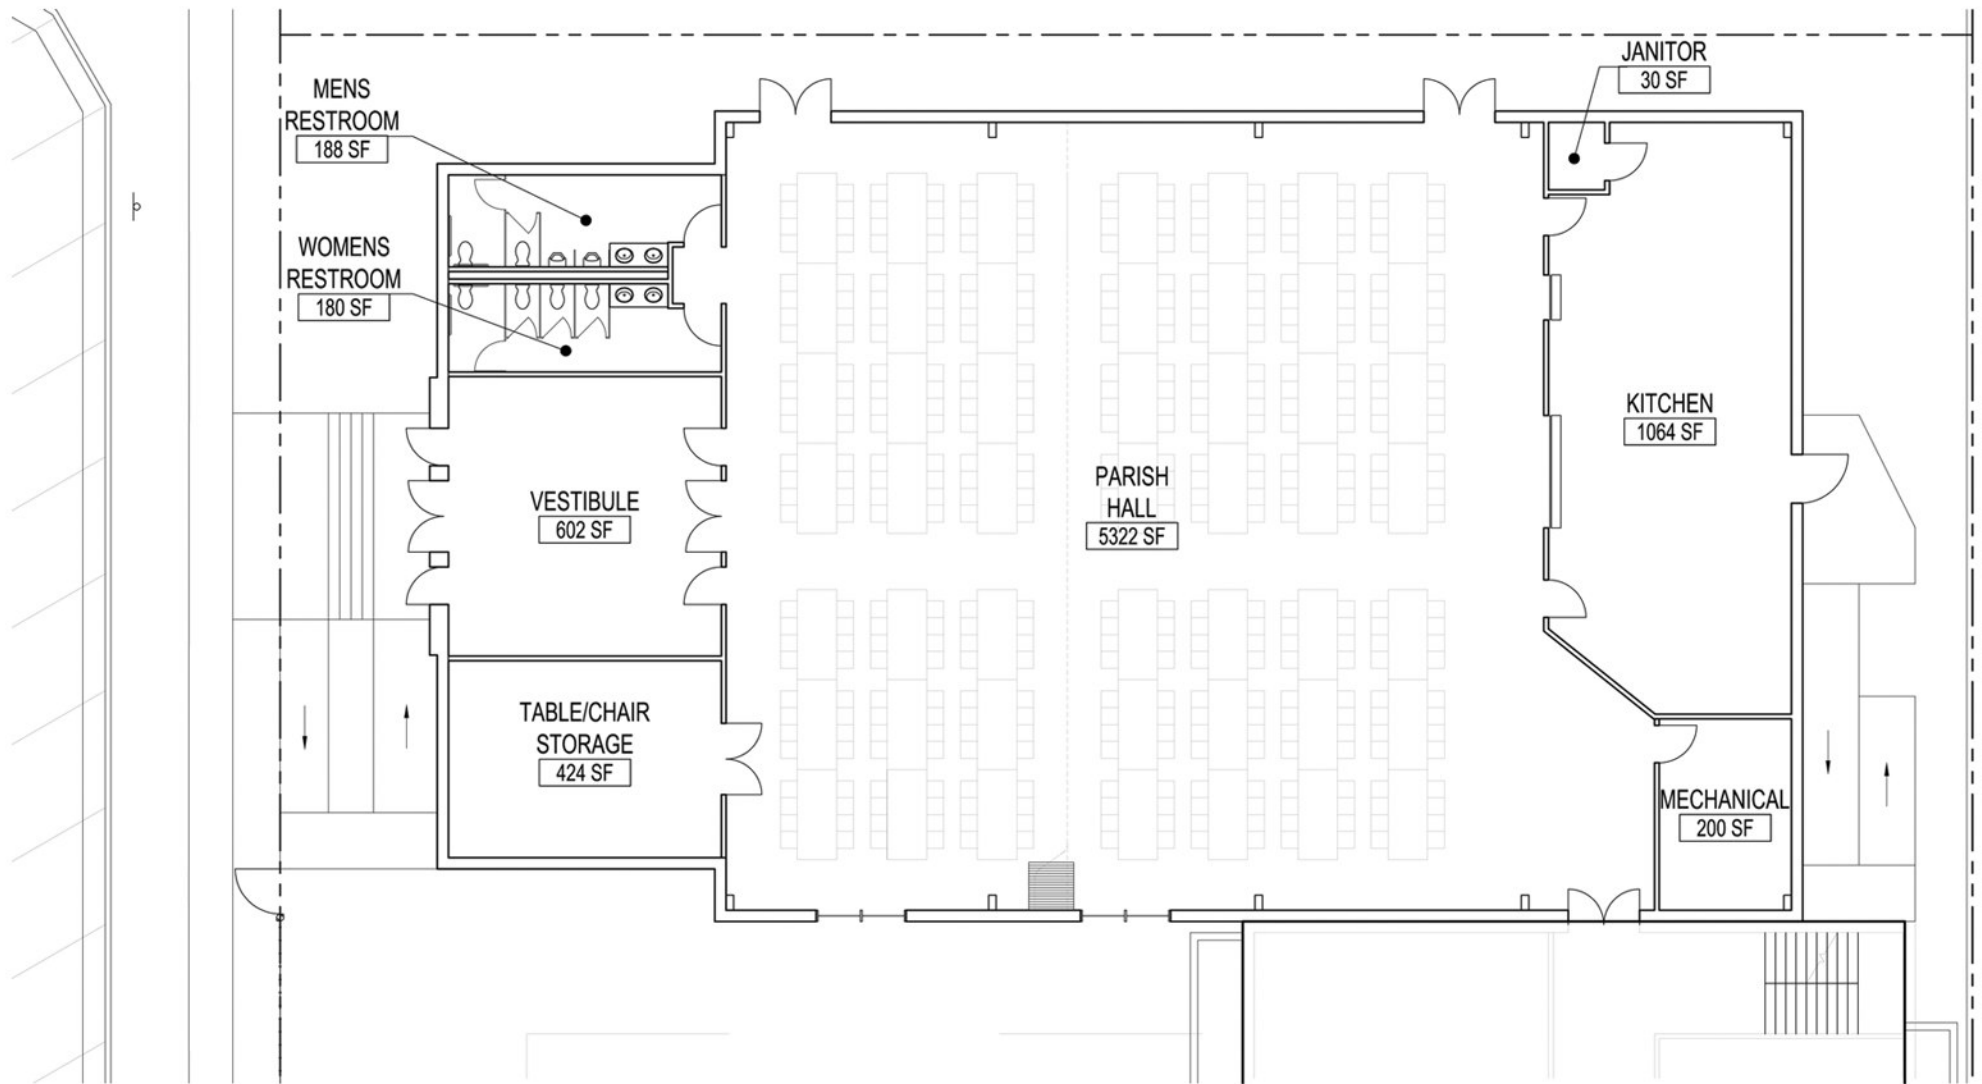 JANITOR
30 SF
MENS
RESTROOM
188 SF
WOMENS
RESTROOM
180 SF
KITCHEN
1064 SF
PARISH
HALL
5322 SF
VESTIBULE
602 SF
TABLE/CHAIR
STORAGE
424 SF
MECHANICAL
200 SF